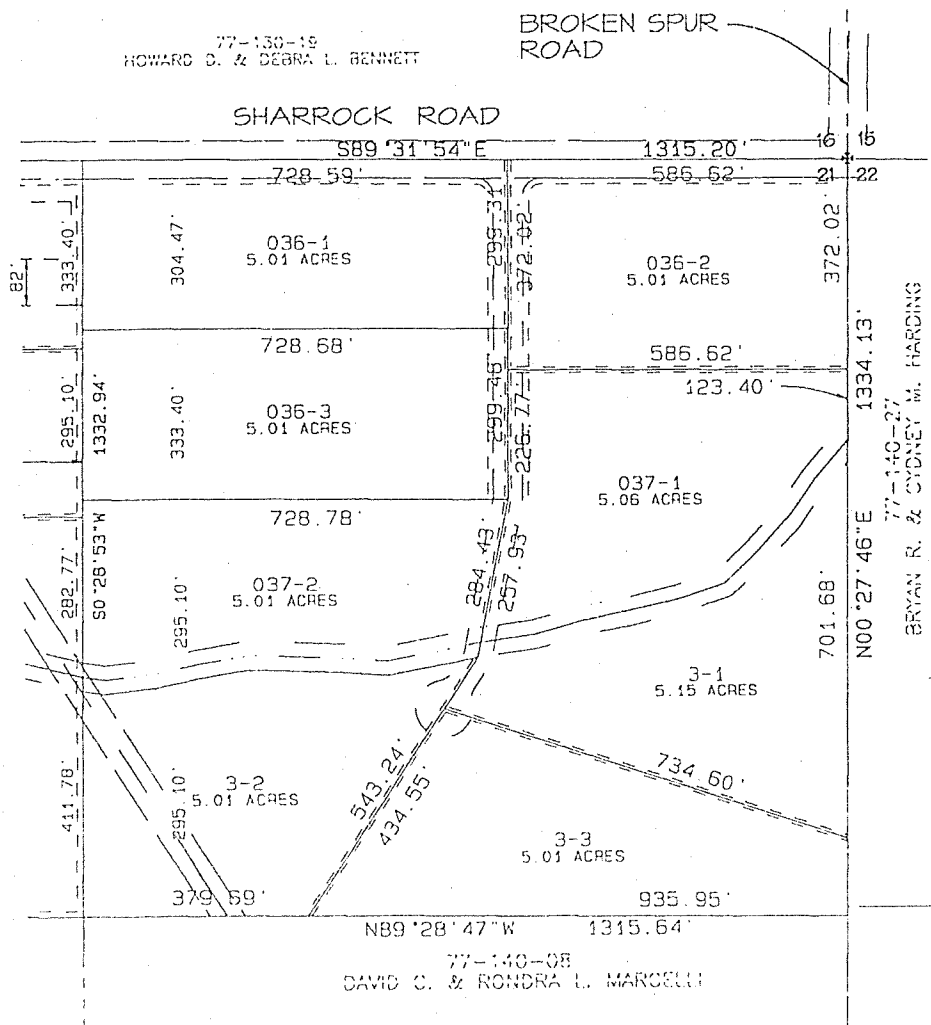 77-130-19
HOWARD D. & DEBRA L. BENNETT
BROKEN SPUR
ROAD
SHARROCK ROAD
S89°31'54"E 1315.20'
16 15
21 22
728.59' 586.62'
82'
333.40'
304.47'
036-1
5.01 ACRES
299.31'
372.02'
036-2
5.01 ACRES
372.02'
728.68'
586.62'
123.40'
1334.13'
295.10'
1332.94'
333.40'
036-3
5.01 ACRES
299.46'
226.77'
037-1
5.06 ACRES
77-140-27
BRYAN R. & CYDNEY M. HARDING
728.78'
282.77'
S0°28'53"W
295.10'
037-2
5.01 ACRES
284.43'
257.93'
701.68'
N00°27'46"E
3-1
5.15 ACRES
734.60'
411.78'
295.10'
3-2
5.01 ACRES
543.24'
434.55'
3-3
5.01 ACRES
379.69'
935.95'
N89°28'47"W 1315.64'
77-140-08
DAVID C. & RONDRA L. MARCELLI